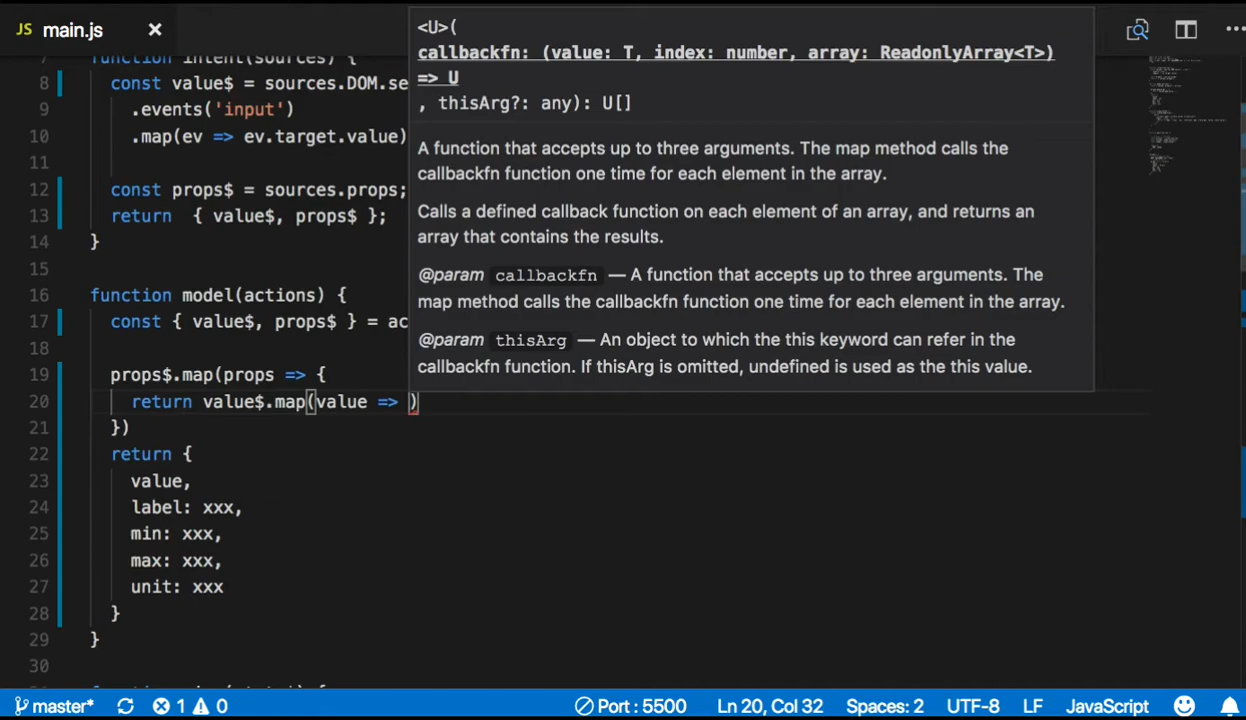 JS main.js
<U>(
callbackfn: (value: T, index: number, array: ReadonlyArray<T>)
=> U
, thisArg?: any): U[]
A function that accepts up to three arguments. The map method calls the
callbackfn function one time for each element in the array.
Calls a defined callback function on each element of an array, and returns an
array that contains the results.
@param callbackfn — A function that accepts up to three arguments. The
map method calls the callbackfn function one time for each element in the array.
@param thisArg — An object to which the this keyword can refer in the
callbackfn function. If thisArg is omitted, undefined is used as the this value.
7 function intent(sources) {
8 const value$ = sources.DOM.se
9 .events('input')
10 .map(ev => ev.target.value)
11
12 const props$ = sources.props;
13 return { value$, props$ };
14 }
15
16 function model(actions) {
17 const { value$, props$ } = ac
18
19 props$.map(props => {
20 return value$.map(value => )
21 })
22 return {
23 value,
24 label: xxx,
25 min: xxx,
26 max: xxx,
27 unit: xxx
28 }
29 }
30
master* 1 0 Port : 5500 Ln 20, Col 32 Spaces: 2 UTF-8 LF JavaScript